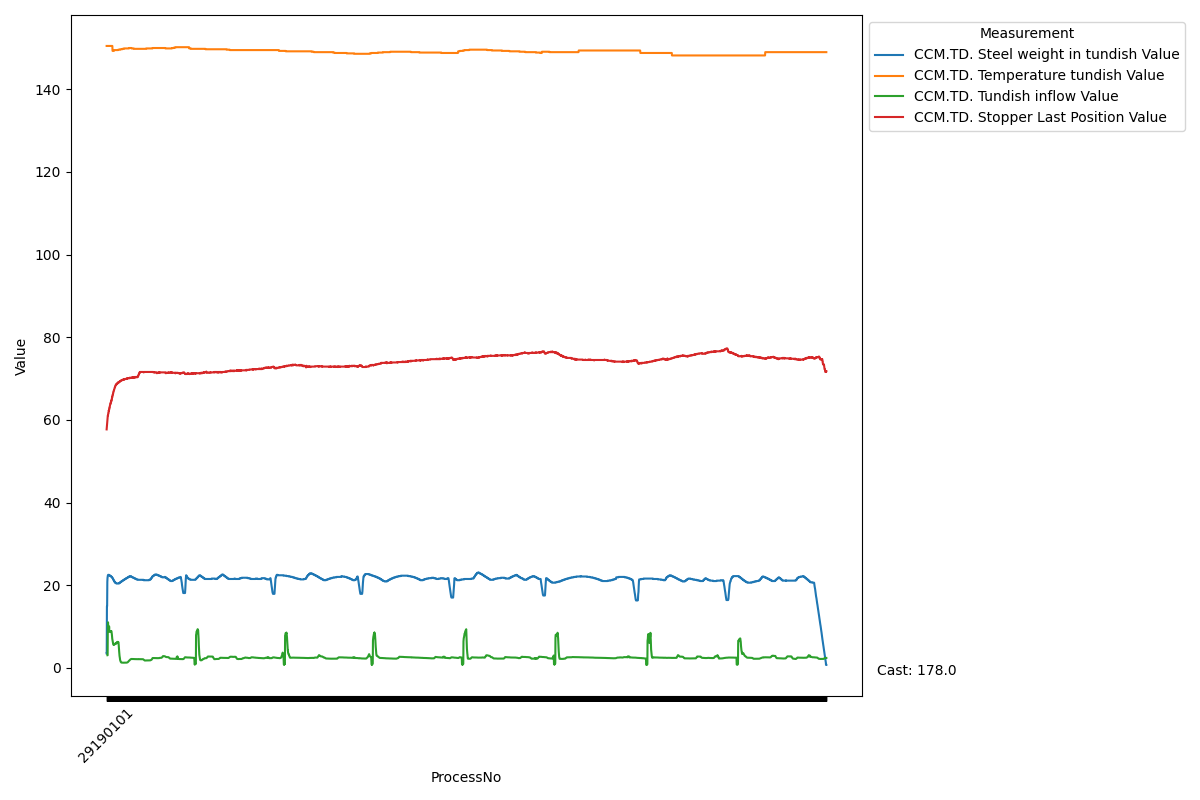 Measurement
CCM.TD. Steel weight in tundish Value
CCM.TD. Temperature tundish Value
CCM.TD. Tundish inflow Value
CCM.TD. Stopper Last Position Value
Value
140
120
100
80
60
40
20
0
29190101
ProcessNo
Cast: 178.0